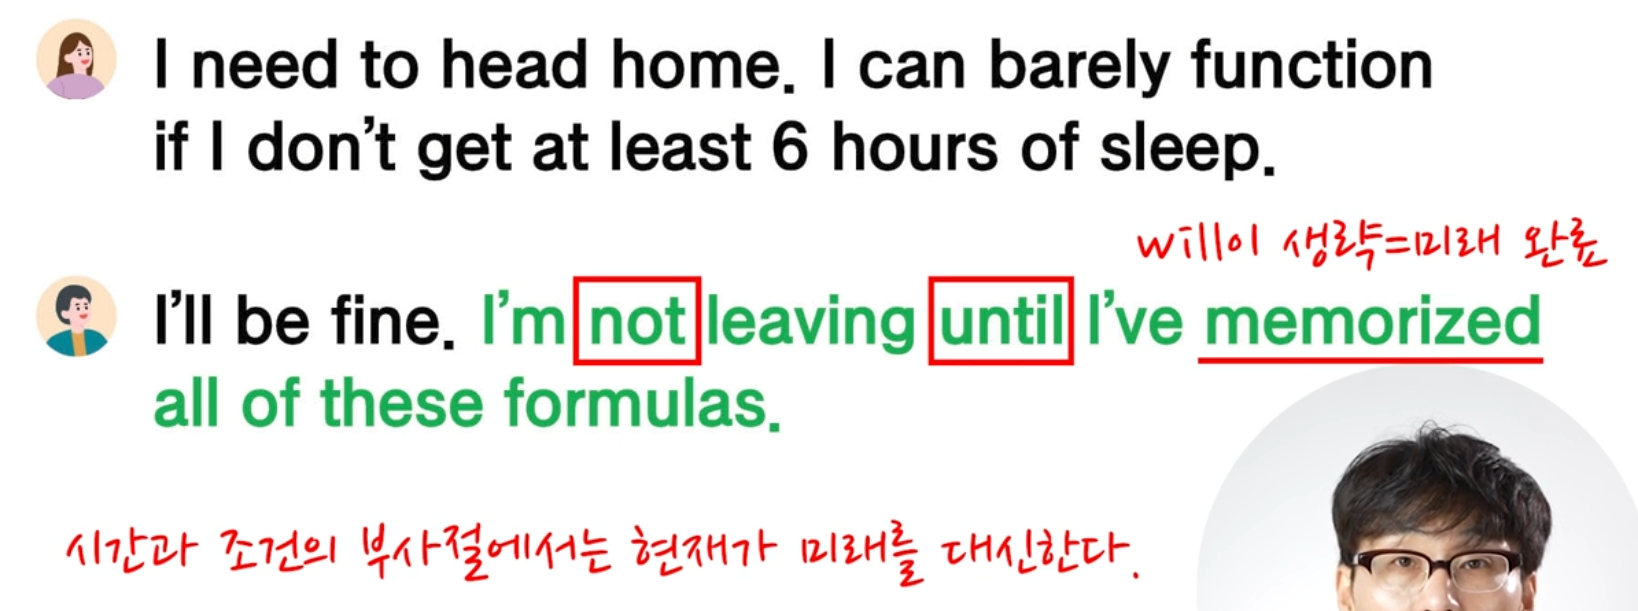 I need to head home. I can barely function
if I don't get at least 6 hours of sleep.
will이 생략=미래 완료
I'll be fine. I'm not leaving until I've memorized
all of these formulas.
시간과 조건의 부사절에서는 현재가 미래를 대신한다.